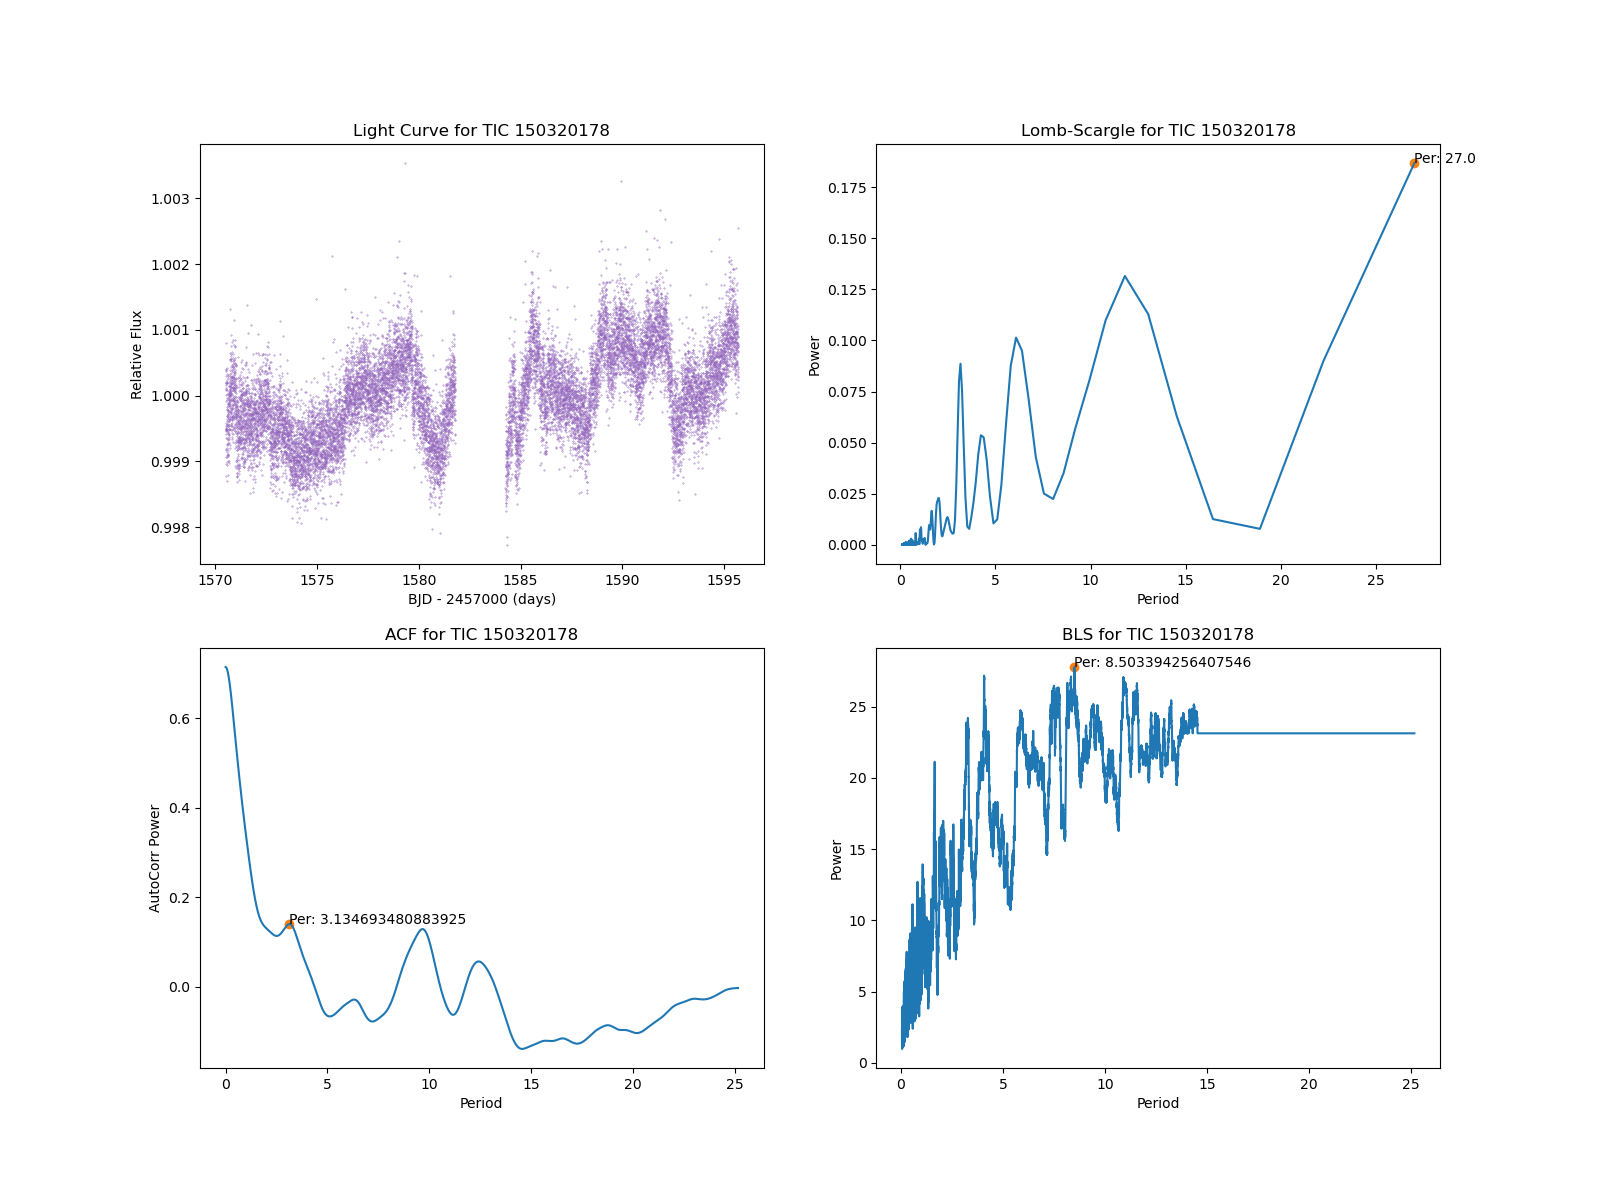 Light Curve for TIC 150320178
Relative Flux
1.003
1.002
1.001
1.000
0.999
0.998
1570 1575 1580 1585 1590 1595
BJD - 2457000 (days)
Lomb-Scargle for TIC 150320178
Per: 27.0
Power
0.175
0.150
0.125
0.100
0.075
0.050
0.025
0.000
0 5 10 15 20 25
Period
ACF for TIC 150320178
AutoCorr Power
0.6
0.4
0.2
0.0
Per: 3.134693480883925
0 5 10 15 20 25
Period
BLS for TIC 150320178
Per: 8.503394256407546
Power
25
20
15
10
5
0
0 5 10 15 20 25
Period